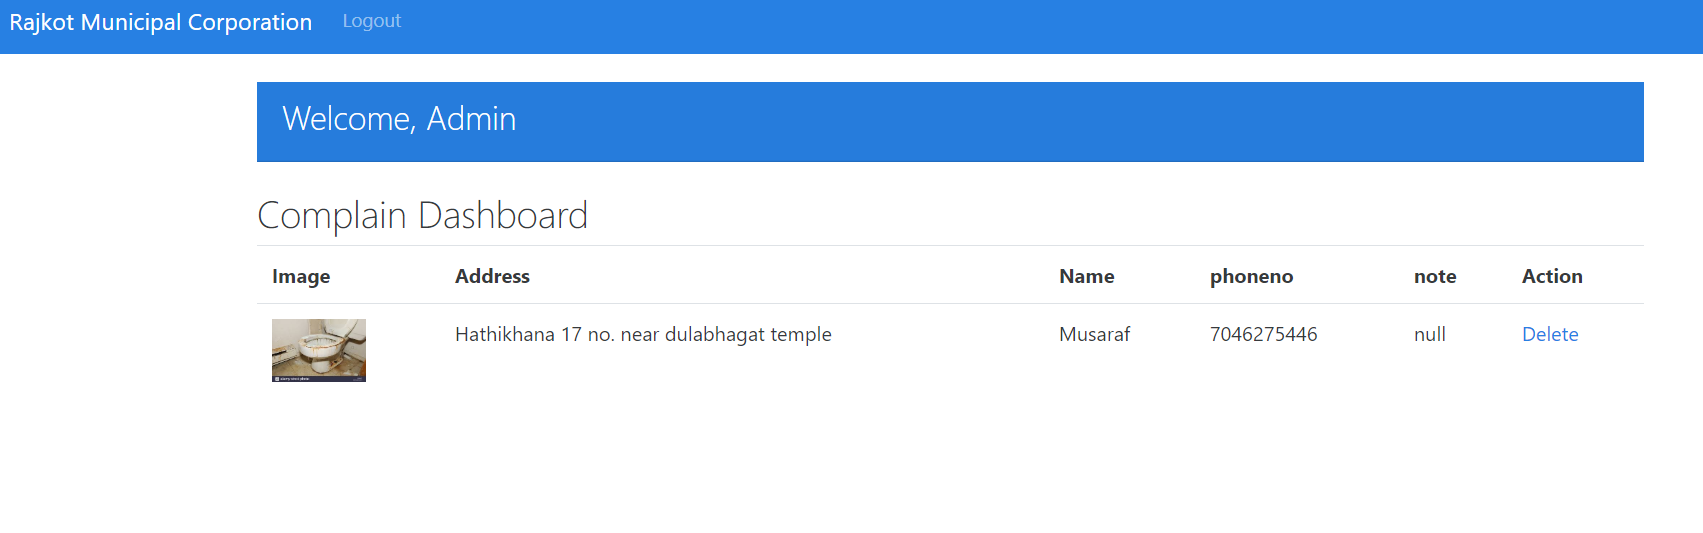 Rajkot Municipal Corporation Logout
Welcome, Admin
Complain Dashboard
Image Address Name phoneno note Action
Hathikhana 17 no. near dulabhagat temple Musaraf 7046275446 null Delete